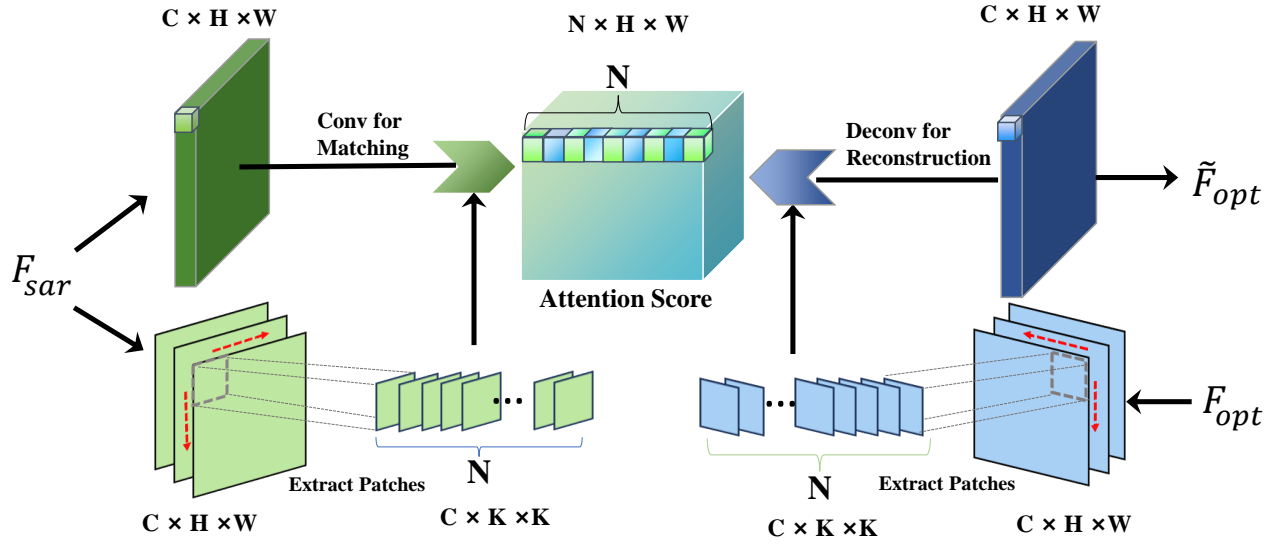 C × H ×W
N × H × W
C × H ×W
N
Conv for
Matching
Deconv for
Reconstruction
F̃opt
Fsar
Attention Score
Fopt
N
Extract Patches
N
Extract Patches
C × H ×W
C × K ×K
C × K ×K
C × H ×W